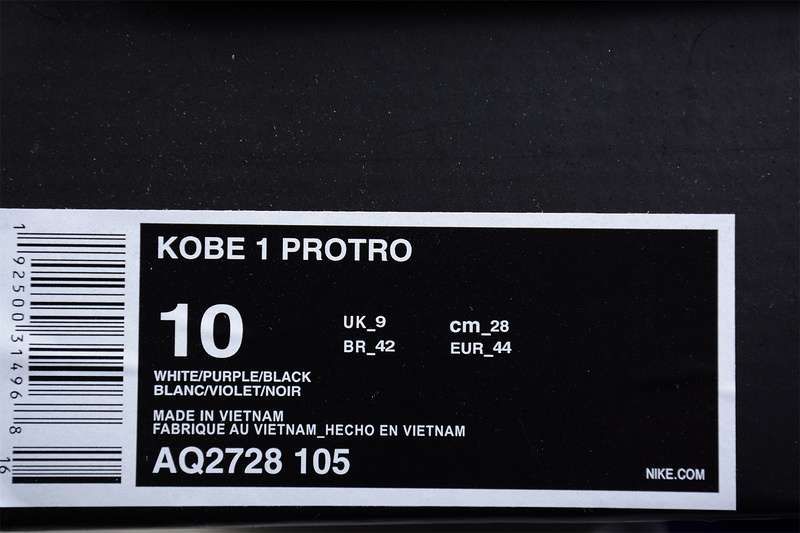 1 92500 31496 8
16
KOBE 1 PROTRO
10
UK_9 cm_28
BR_42 EUR_44
WHITE/PURPLE/BLACK
BLANC/VIOLET/NOIR
MADE IN VIETNAM
FABRIQUE AU VIETNAM_HECHO EN VIETNAM
AQ2728 105
NIKE.COM